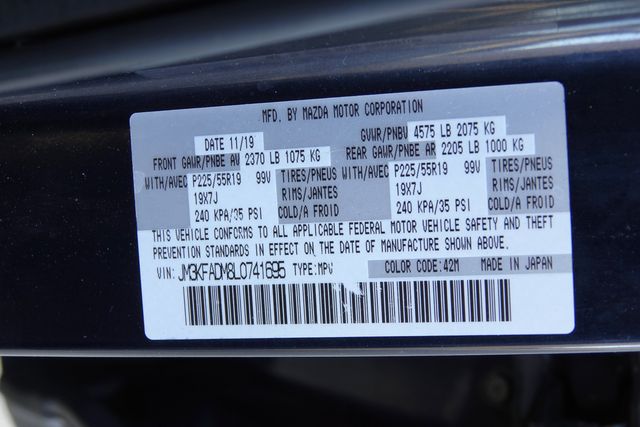 MFD. BY MAZDA MOTOR CORPORATION
DATE 11/19 GVWR/PNBV 4575 LB 2075 KG
FRONT GAWR/PNBE AV 2370 LB 1075 KG REAR GAWR/PNBE AR 2205 LB 1000 KG
WITH/AVEC P225/55R19 99V TIRES/PNEUS WITH/AVEC P225/55R19 99V TIRES/PNEUS
19X7J RIMS/JANTES 19X7J RIMS/JANTES
240 KPA/35 PSI COLD/A FROID 240 KPA/35 PSI COLD/A FROID
THIS VEHICLE CONFORMS TO ALL APPLICABLE FEDERAL MOTOR VEHICLE SAFETY AND THEFT
PREVENTION STANDARDS IN EFFECT ON THE DATE OF MANUFACTURE SHOWN ABOVE.
VIN: JM3KFADM8L0741695 TYPE:MPV COLOR CODE:42M MADE IN JAPAN